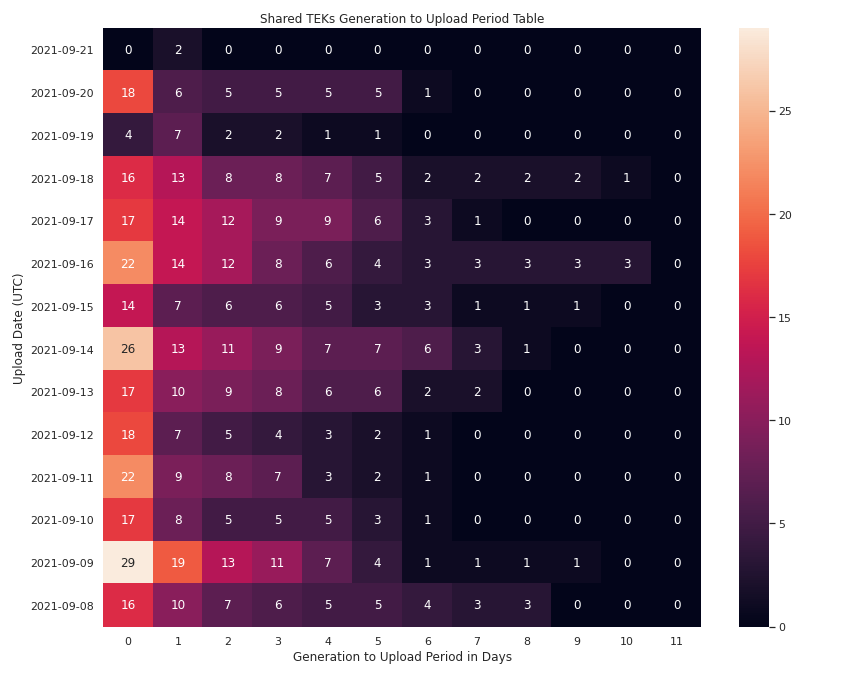 Shared TEKs Generation to Upload Period Table
Upload Date (UTC)
2021-09-21 0 2 0 0 0 0 0 0 0 0 0 0
2021-09-20 18 6 5 5 5 5 1 0 0 0 0 0
2021-09-19 4 7 2 2 1 1 0 0 0 0 0 0
2021-09-18 16 13 8 8 7 5 2 2 2 2 1 0
2021-09-17 17 14 12 9 9 6 3 1 0 0 0 0
2021-09-16 22 14 12 8 6 4 3 3 3 3 3 0
2021-09-15 14 7 6 6 5 3 3 1 1 1 0 0
2021-09-14 26 13 11 9 7 7 6 3 1 0 0 0
2021-09-13 17 10 9 8 6 6 2 2 0 0 0 0
2021-09-12 18 7 5 4 3 2 1 0 0 0 0 0
2021-09-11 22 9 8 7 3 2 1 0 0 0 0 0
2021-09-10 17 8 5 5 5 3 1 0 0 0 0 0
2021-09-09 29 19 13 11 7 4 1 1 1 1 0 0
2021-09-08 16 10 7 6 5 5 4 3 3 0 0 0
0 1 2 3 4 5 6 7 8 9 10 11
Generation to Upload Period in Days
25
20
15
10
5
0